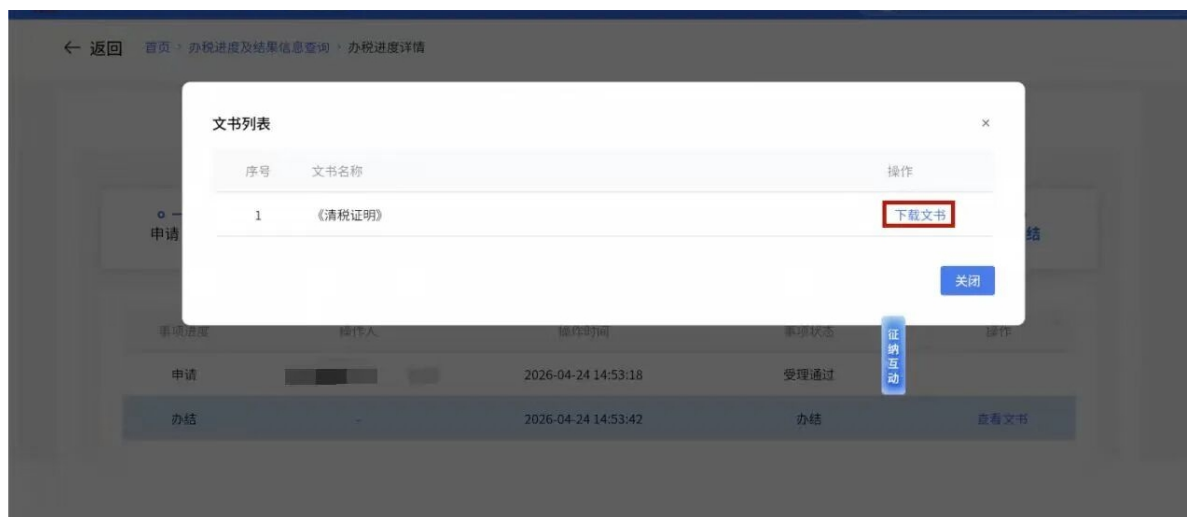 ← 返回 首页 › 办税进度及结果信息查询 › 办税进度详情
文书列表 ×
序号 文书名称 操作
1 《清税证明》 下载文书
申请 结
关闭
事项进度 操作人 操作时间 事项状态 操作
征纳互动
申请 2026-04-24 14:53:18 受理通过
办结 - 2026-04-24 14:53:42 办结 查看文书